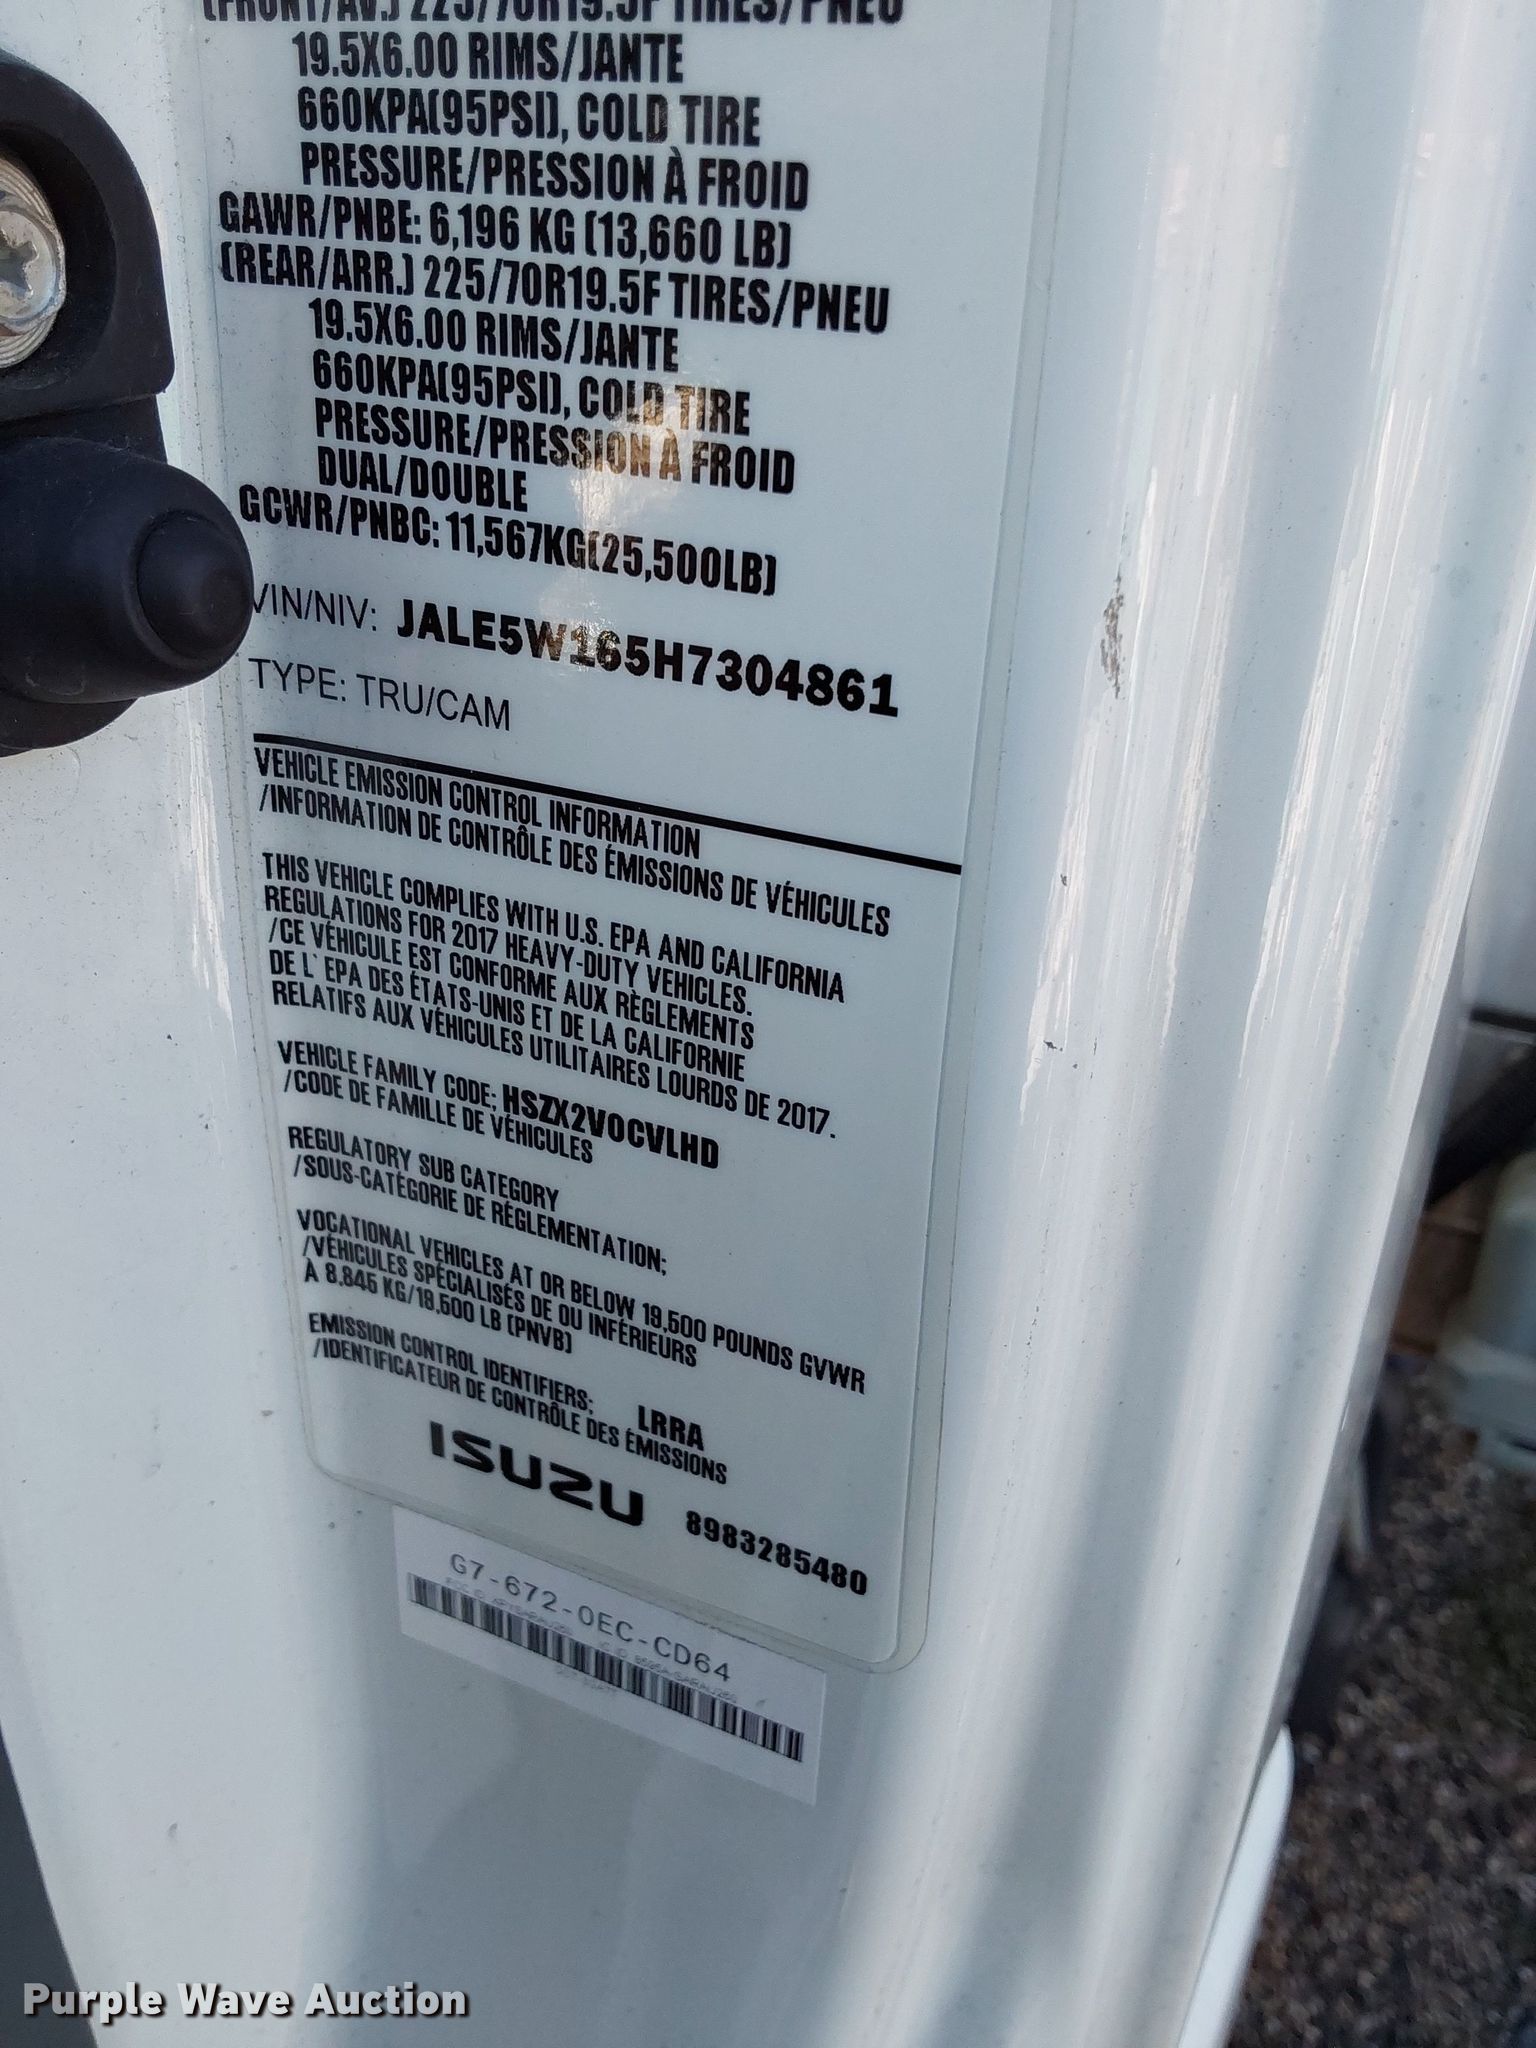 (FRONT/AV.) 225/70R19.5F TIRES/PNEU
19.5X6.00 RIMS/JANTE
660KPA(95PSI), COLD TIRE
PRESSURE/PRESSION À FROID
GAWR/PNBE: 6,196 KG (13,660 LB)
(REAR/ARR.) 225/70R19.5F TIRES/PNEU
19.5X6.00 RIMS/JANTE
660KPA(95PSI), COLD TIRE
PRESSURE/PRESSION À FROID
DUAL/DOUBLE
GCWR/PNBC: 11,567KG(25,500LB)
VIN/NIV: JALE5W165H7304861
TYPE: TRU/CAM
VEHICLE EMISSION CONTROL INFORMATION
/INFORMATION DE CONTRÔLE DES ÉMISSIONS DE VÉHICULES
THIS VEHICLE COMPLIES WITH U.S. EPA AND CALIFORNIA
REGULATIONS FOR 2017 HEAVY-DUTY VEHICLES.
/CE VÉHICULE EST CONFORME AUX RÈGLEMENTS
DE L'EPA DES ÉTATS-UNIS ET DE LA CALIFORNIE
RELATIFS AUX VÉHICULES UTILITAIRES LOURDS DE 2017.
VEHICLE FAMILY CODE; HSZX2VOCVLHD
/CODE DE FAMILLE DE VÉHICULES
REGULATORY SUB CATEGORY
/SOUS-CATÉGORIE DE RÉGLEMENTATION;
VOCATIONAL VEHICLES AT OR BELOW 19,500 POUNDS GVWR
/VÉHICULES SPÉCIALISÉS DE OU INFÉRIEURS
À 8,845 KG/19,500 LB (PNVB)
EMISSION CONTROL IDENTIFIERS; LRRA
/IDENTIFICATEUR DE CONTRÔLE DES ÉMISSIONS
ISUZU 8983285480
G7-672-0EC-CD64
Purple Wave Auction